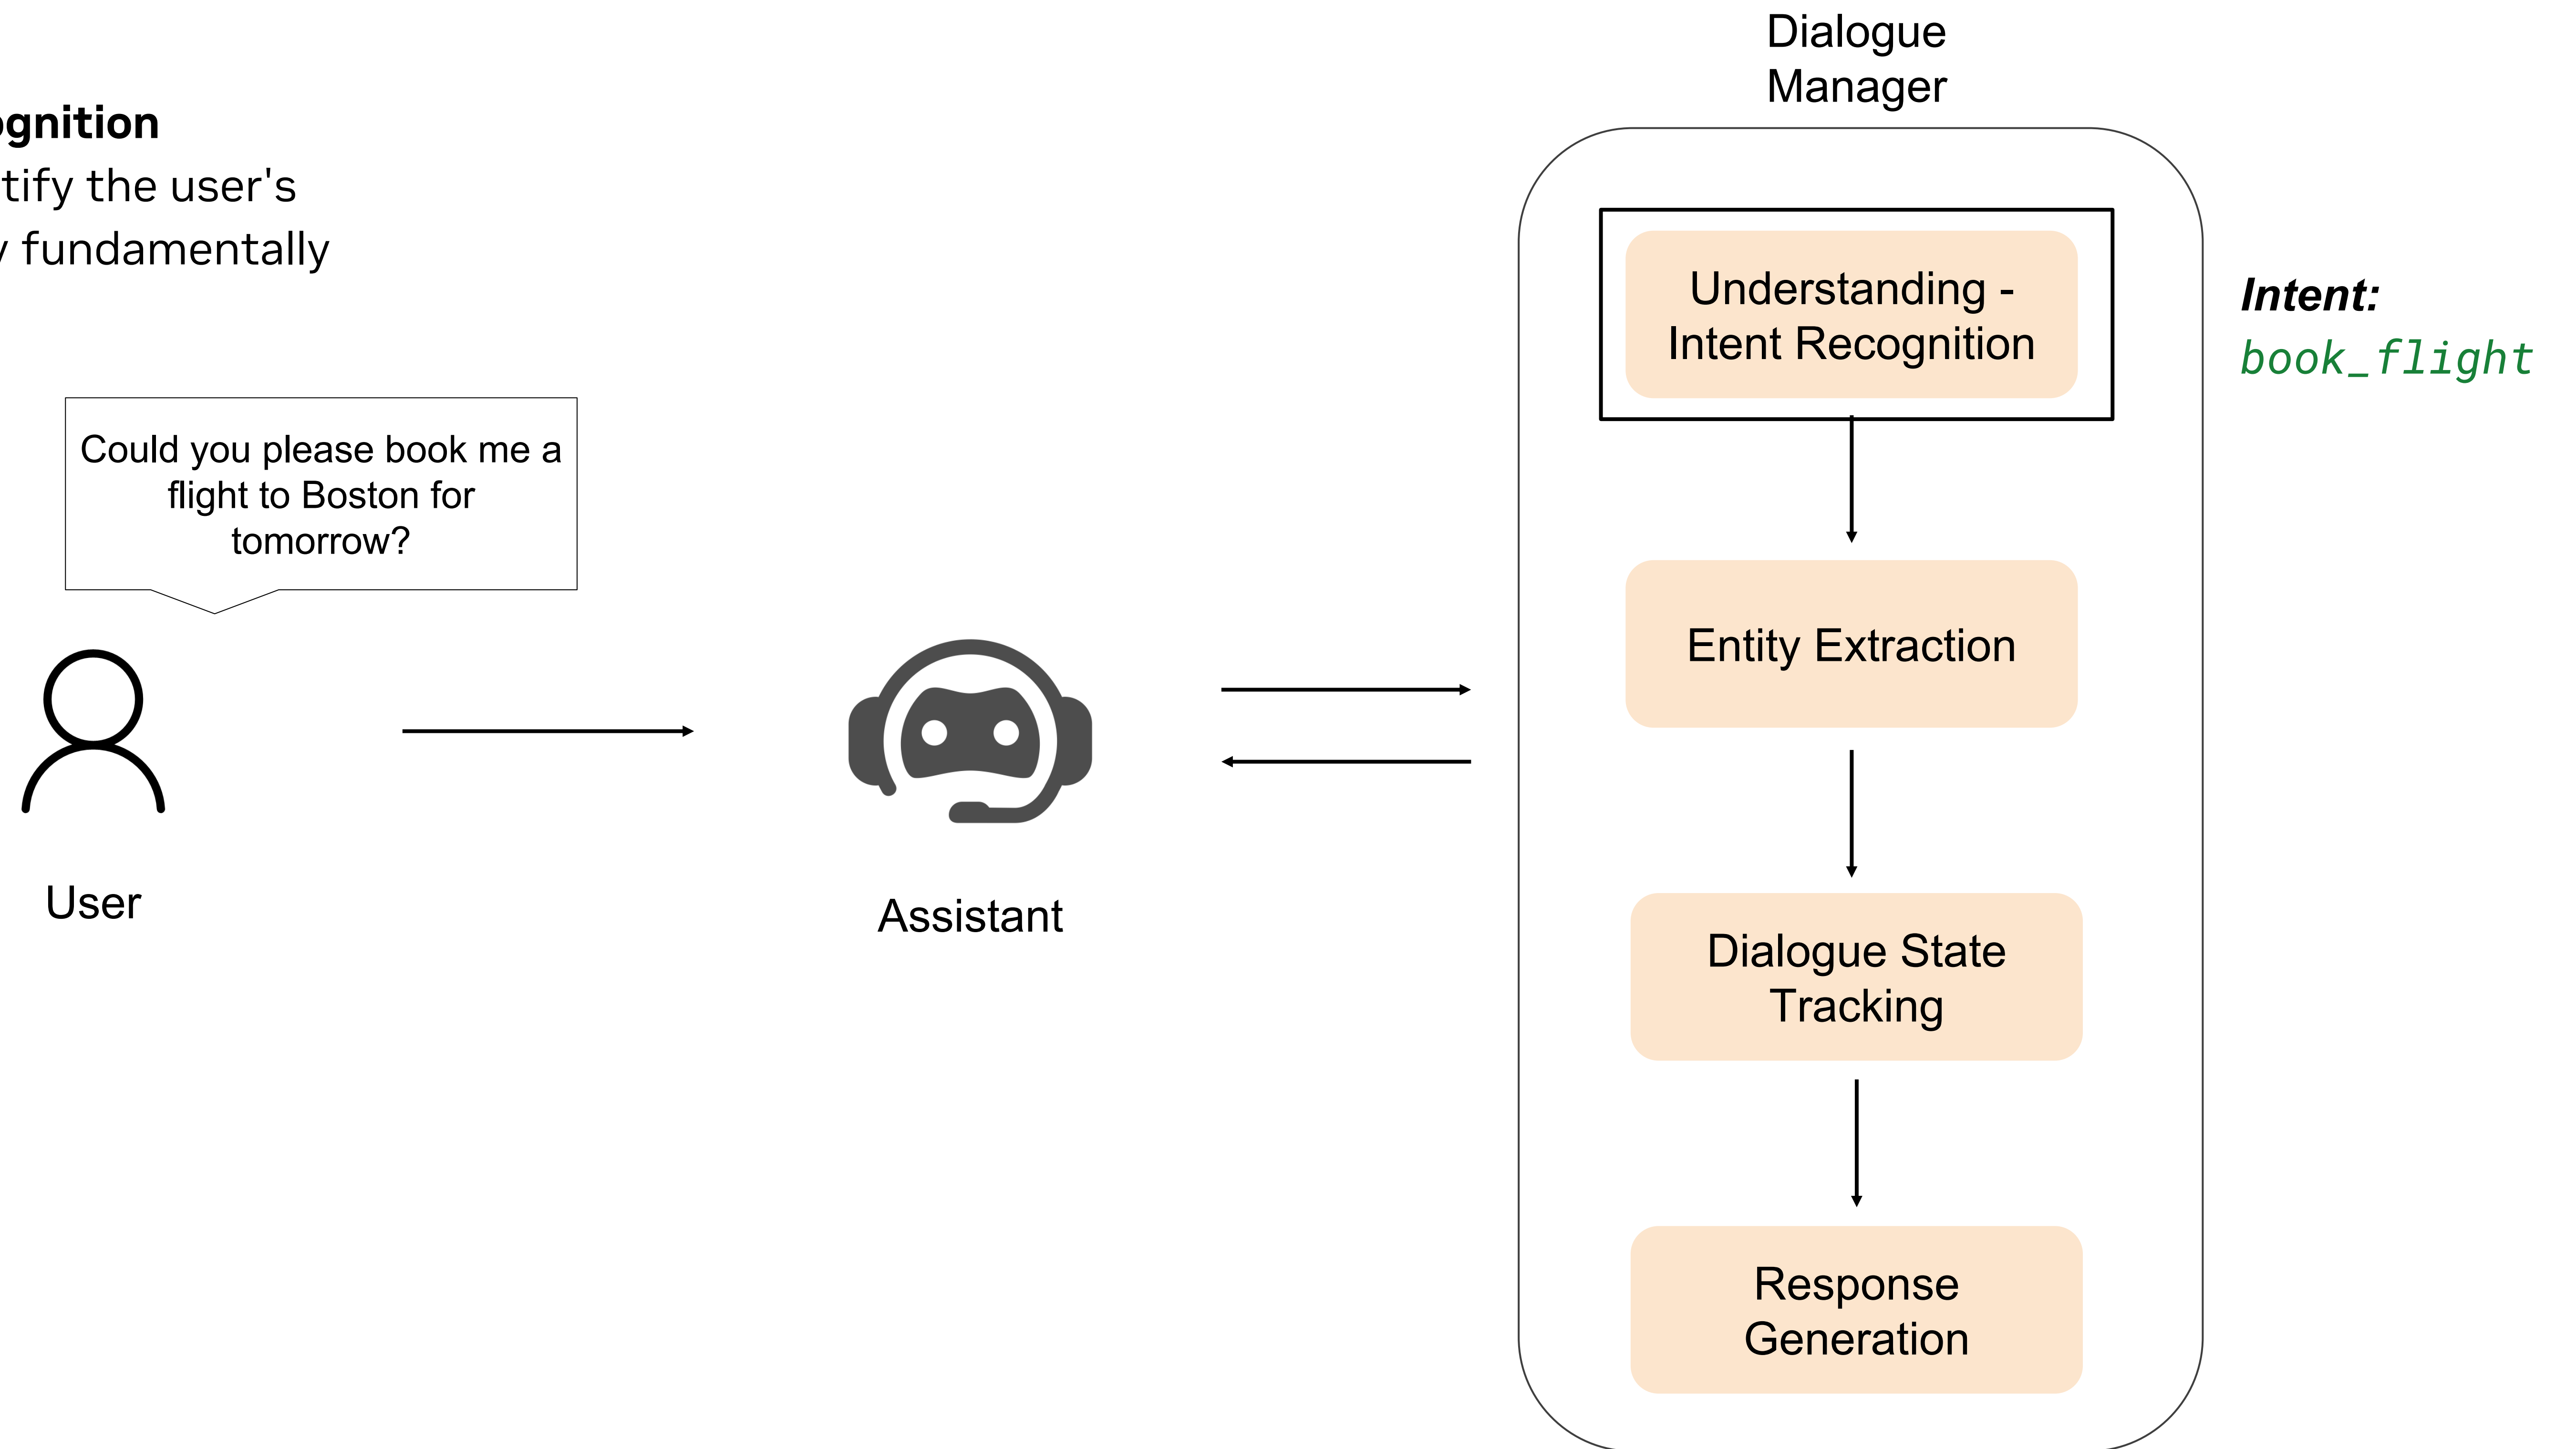 ognition
tify the user's
y fundamentally
Could you please book me a
flight to Boston for
tomorrow?
User
Assistant
Dialogue
Manager
Understanding -
Intent Recognition
Entity Extraction
Dialogue State
Tracking
Response
Generation
Intent:
book_flight